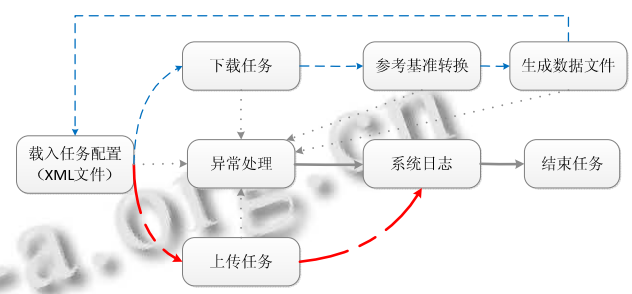 下载任务
参考基准转换
生成数据文件
载入任务配置
（XML文件）
异常处理
系统日志
结束任务
上传任务
a.org.cn